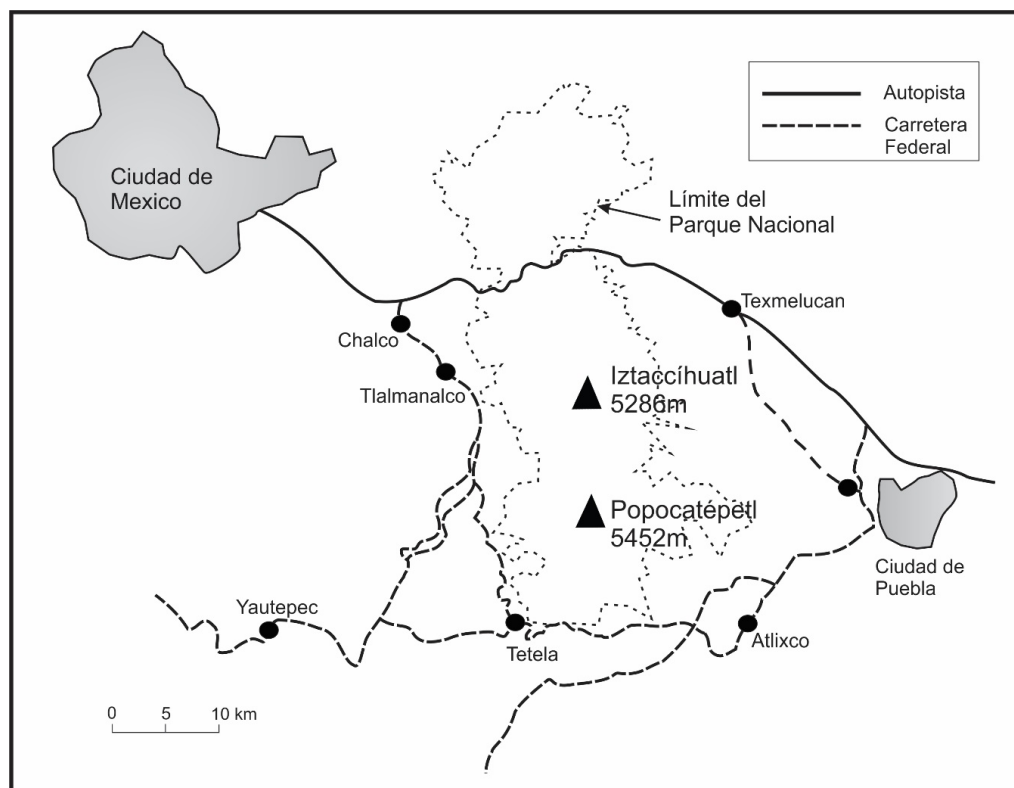 Autopista
Carretera
Federal
Ciudad de
Mexico
Límite del
Parque Nacional
Texmelucan
Chalco
Tlalmanalco
Iztaccíhuatl
5286m
Popocatépetl
5452m
Ciudad de
Puebla
Yautepec
Tetela
Atlixco
0 5 10 km